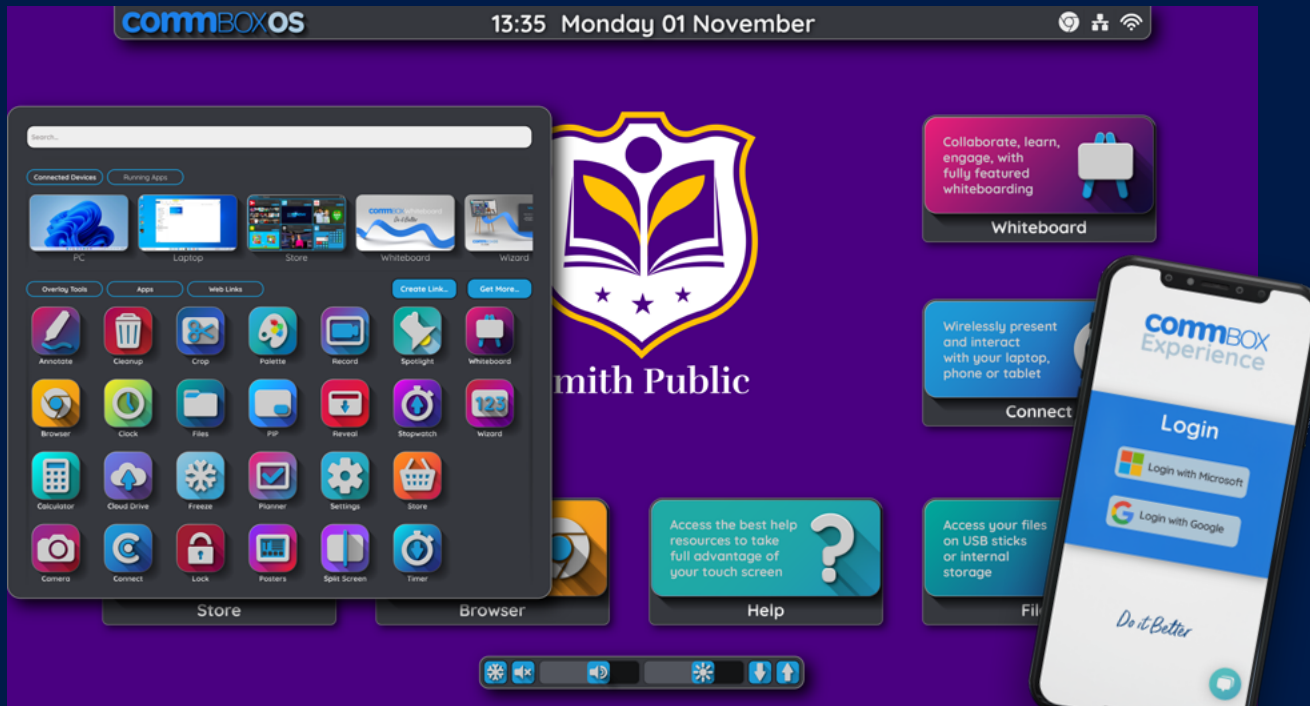 commBOXOS
13:35 Monday 01 November
Search...
Connected Devices
Running Apps
PC
Laptop
Store
commBOX whiteboard
Do it Better
Whiteboard
Wizard
Overlay Tools
Apps
Web Links
Create Link...
Get More...
Annotate
Cleanup
Crop
Palette
Record
Spotlight
Whiteboard
Browser
Clock
Files
PIP
Reveal
Stopwatch
123
Wizard
Calculator
Cloud Drive
Freeze
Planner
Settings
Store
Camera
Connect
Lock
Posters
Split Screen
Timer
mith Public
Collaborate, learn,
engage, with
fully featured
whiteboarding
Whiteboard
Wirelessly present
and interact
with your laptop,
phone or tablet
Connect
Store
Browser
Access the best help
resources to take
full advantage of
your touch screen
?
Help
Access your files
on USB sticks
or internal
storage
Fil
commBOX
Experience
Login
Login with Microsoft
Login with Google
Do it Better